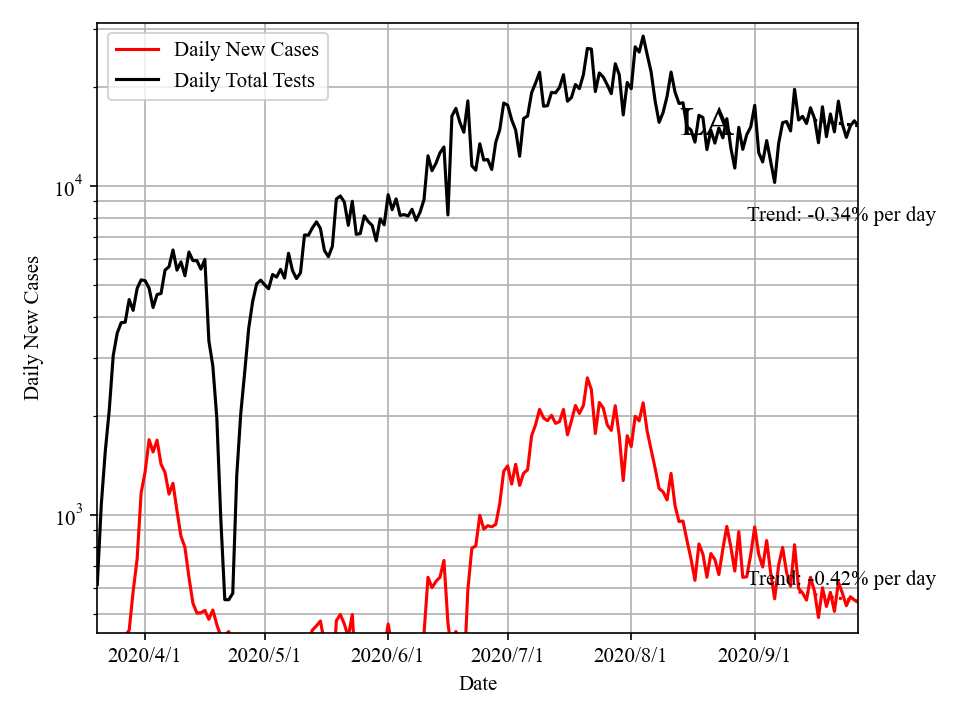 Daily New Cases
Daily Total Tests
LA
10^4
Trend: -0.34% per day
Daily New Cases
10^3
Trend: -0.42% per day
2020/4/1 2020/5/1 2020/6/1 2020/7/1 2020/8/1 2020/9/1
Date